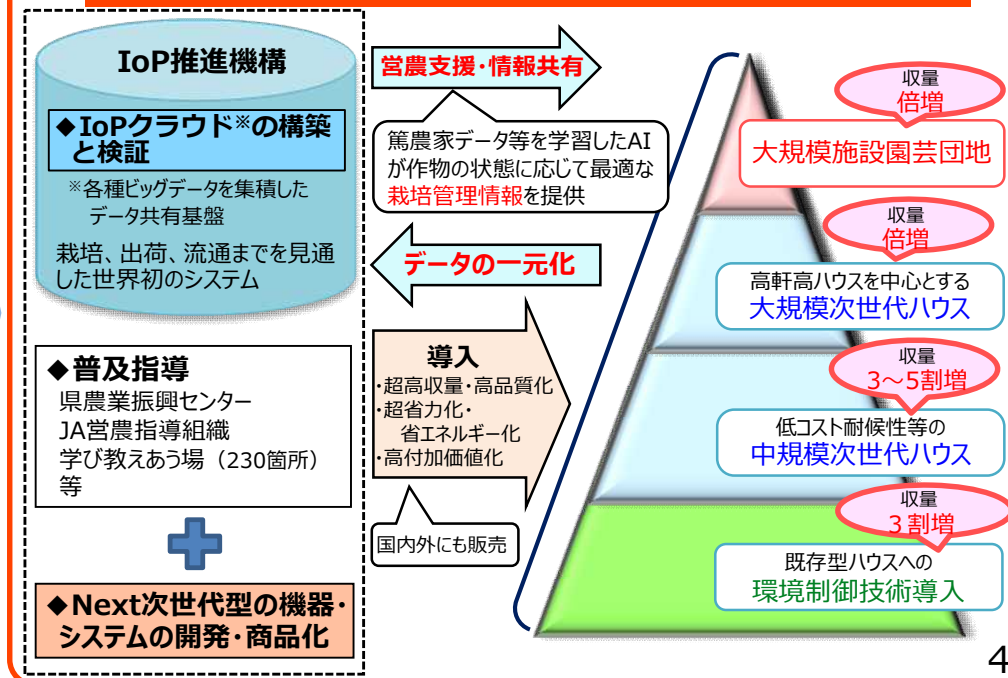 IoP推進機構
◆IoPクラウド※の構築
と検証
※各種ビッグデータを集積した
データ共有基盤
栽培、出荷、流通までを見通
した世界初のシステム
◆普及指導
県農業振興センター
JA営農指導組織
学び教えあう場（230箇所）
等
◆Next次世代型の機器・
システムの開発・商品化
営農支援・情報共有
篤農家データ等を学習したAI
が作物の状態に応じて最適な
栽培管理情報を提供
データの一元化
導入
・超高収量・高品質化
・超省力化・
省エネルギー化
・高付加価値化
国内外にも販売
収量
倍増
大規模施設園芸団地
収量
倍増
高軒高ハウスを中心とする
大規模次世代ハウス
収量
3～5割増
低コスト耐候性等の
中規模次世代ハウス
収量
3割増
既存型ハウスへの
環境制御技術導入
4